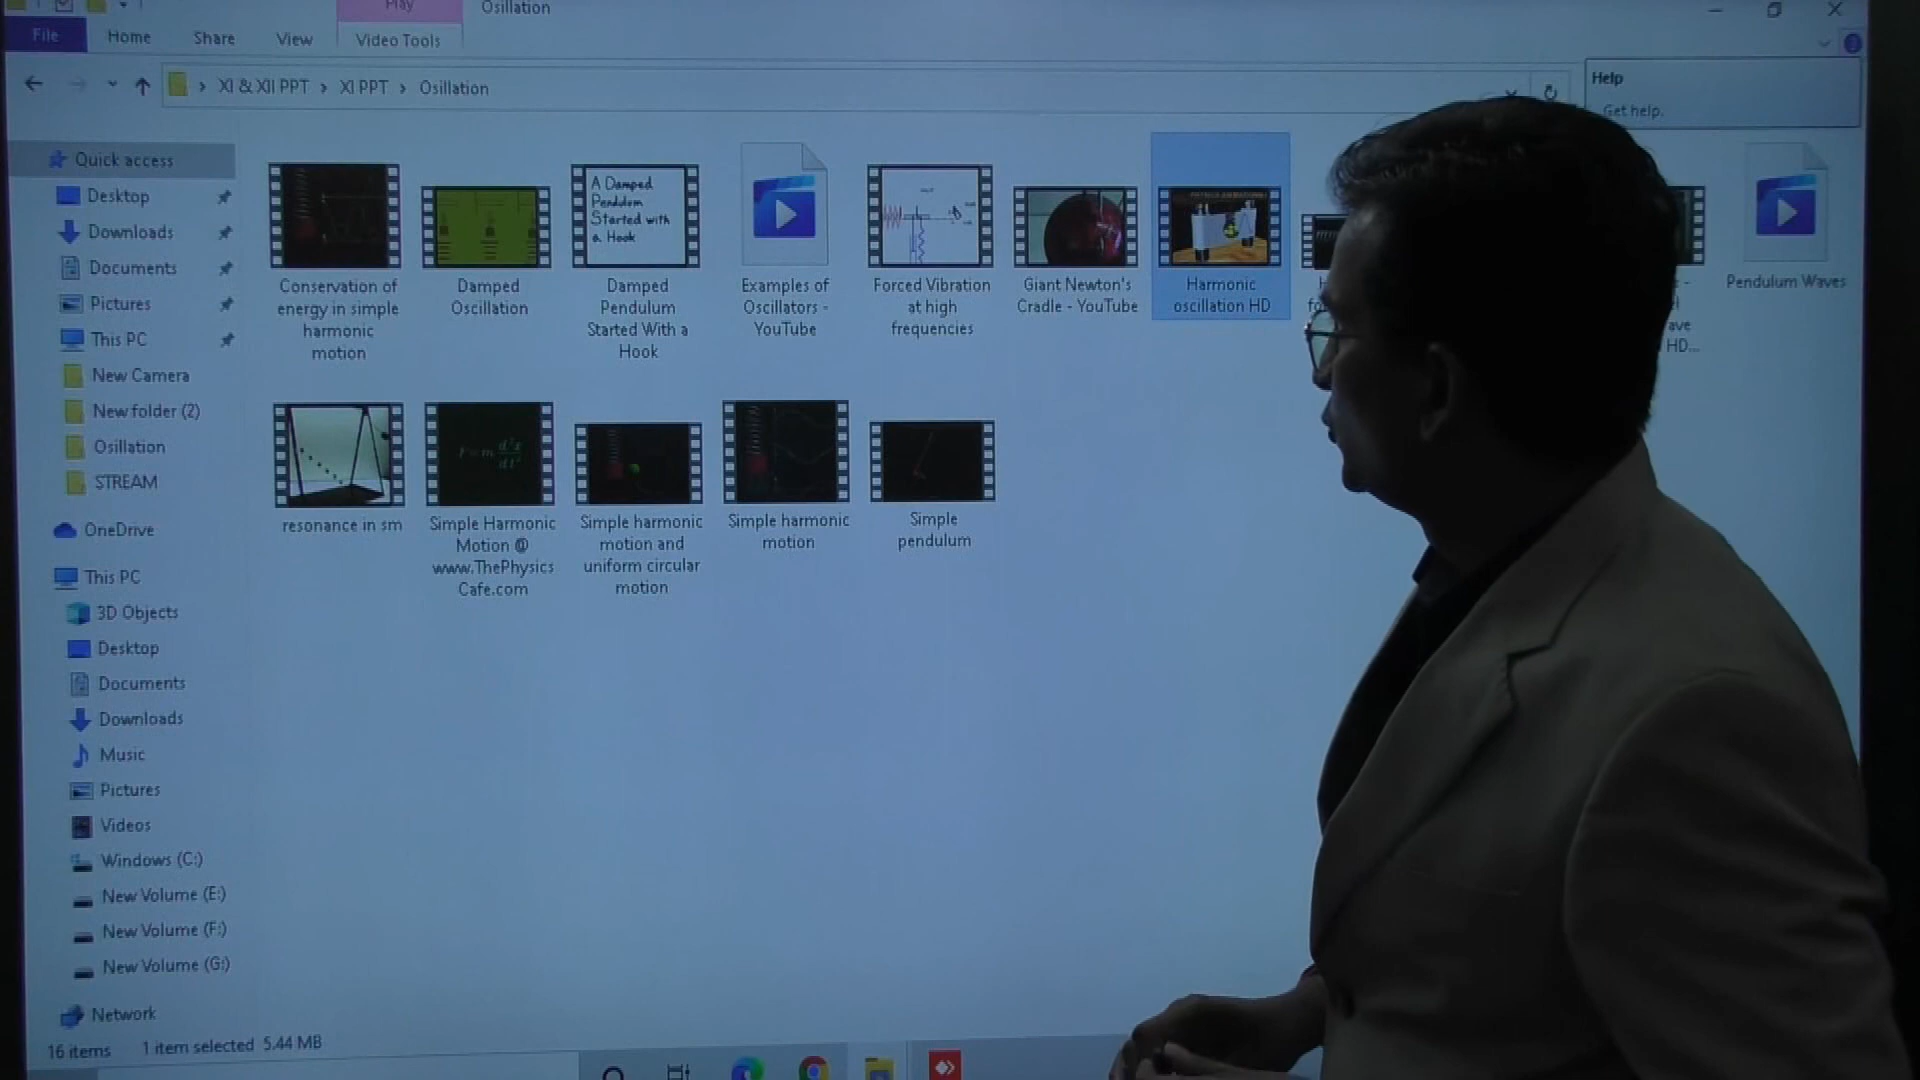 Play
Osillation
File
Home
Share
View
Video Tools
XI & XII PPT > XI PPT > Osillation
Help
Get help.
Quick access
Desktop
Downloads
Documents
Pictures
This PC
New Camera
New folder (2)
Osillation
STREAM
OneDrive
This PC
3D Objects
Desktop
Documents
Downloads
Music
Pictures
Videos
Windows (C:)
New Volume (E:)
New Volume (F:)
New Volume (G:)
Network
Conservation of
energy in simple
harmonic
motion
Damped
Oscillation
A Damped
Pendulum
Started with
a Hook
Damped
Pendulum
Started With a
Hook
Examples of
Oscillators -
YouTube
Forced Vibration
at high
frequencies
Giant Newton's
Cradle - YouTube
Harmonic
oscillation HD
HD...
Pendulum Waves
resonance in sm
Simple Harmonic
Motion @
www.ThePhysics
Cafe.com
Simple harmonic
motion and
uniform circular
motion
Simple harmonic
motion
Simple
pendulum
16 items
1 item selected 5.44 MB